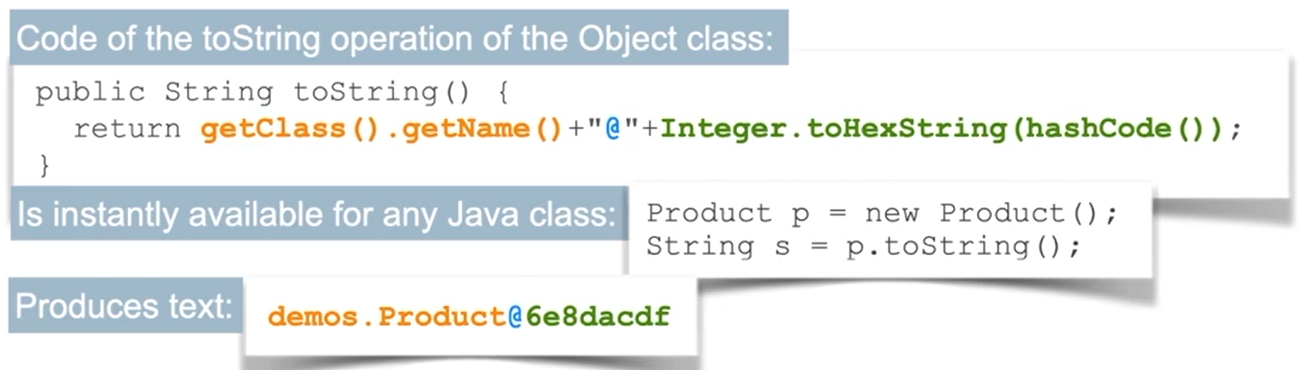 Code of the toString operation of the Object class:
public String toString() {
return getClass().getName()+"@"+Integer.toHexString(hashCode());
}
Is instantly available for any Java class:
Product p = new Product();
String s = p.toString();
Produces text:
demos.Product@6e8dacdf